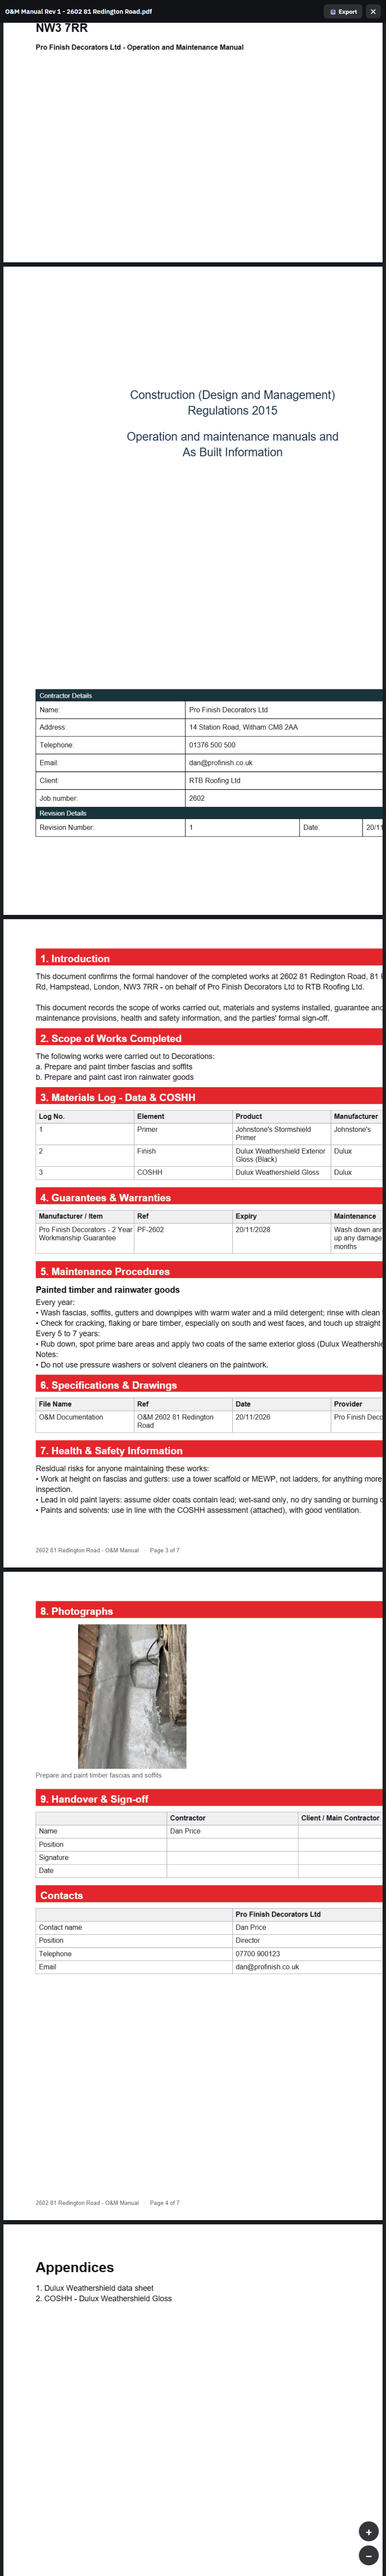 O&M Manual Rev 1 - 2602 81 Redington Road.pdf
Export
NW3 7RR
Pro Finish Decorators Ltd - Operation and Maintenance Manual
Construction (Design and Management)
Regulations 2015
Operation and maintenance manuals and
As Built Information
Contractor Details
Name: Pro Finish Decorators Ltd
Address: 14 Station Road, Witham CM8 2AA
Telephone: 01376 500 500
Email: dan@profinish.co.uk
Client: RTB Roofing Ltd
Job number: 2602
Revision Details
Revision Number: 1 Date: 20/11
1. Introduction
This document confirms the formal handover of the completed works at 2602 81 Redington Road, 81
Rd, Hampstead, London, NW3 7RR - on behalf of Pro Finish Decorators Ltd to RTB Roofing Ltd.
This document records the scope of works carried out, materials and systems installed, guarantee and
maintenance provisions, health and safety information, and the parties' formal sign-off.
2. Scope of Works Completed
The following works were carried out to Decorations:
a. Prepare and paint timber fascias and soffits
b. Prepare and paint cast iron rainwater goods
3. Materials Log - Data & COSHH
Log No. Element Product Manufacturer
1 Primer Johnstone's Stormshield Primer Johnstone's
2 Finish Dulux Weathershield Exterior Gloss (Black) Dulux
3 COSHH Dulux Weathershield Gloss Dulux
4. Guarantees & Warranties
Manufacturer / Item Ref Expiry Maintenance
Pro Finish Decorators - 2 Year Workmanship Guarantee PF-2602 20/11/2028 Wash down ann
up any damage
months
5. Maintenance Procedures
Painted timber and rainwater goods
Every year:
• Wash fascias, soffits, gutters and downpipes with warm water and a mild detergent; rinse with clean
• Check for cracking, flaking or bare timber, especially on south and west faces, and touch up straight
Every 5 to 7 years:
• Rub down, spot prime bare areas and apply two coats of the same exterior gloss (Dulux Weathershie
Notes:
• Do not use pressure washers or solvent cleaners on the paintwork.
6. Specifications & Drawings
File Name Ref Date Provider
O&M Documentation O&M 2602 81 Redington Road 20/11/2026 Pro Finish Deco
7. Health & Safety Information
Residual risks for anyone maintaining these works:
• Work at height on fascias and gutters: use a tower scaffold or MEWP, not ladders, for anything more
inspection.
• Lead in old paint layers: assume older coats contain lead; wet-sand only, no dry sanding or burning
• Paints and solvents: use in line with the COSHH assessment (attached), with good ventilation.
2602 81 Redington Road - O&M Manual · Page 3 of 7
8. Photographs
Prepare and paint timber fascias and soffits
9. Handover & Sign-off
Contractor Client / Main Contractor
Name Dan Price
Position
Signature
Date
Contacts
Pro Finish Decorators Ltd
Contact name Dan Price
Position Director
Telephone 07700 900123
Email dan@profinish.co.uk
2602 81 Redington Road - O&M Manual · Page 4 of 7
Appendices
1. Dulux Weathershield data sheet
2. COSHH - Dulux Weathershield Gloss